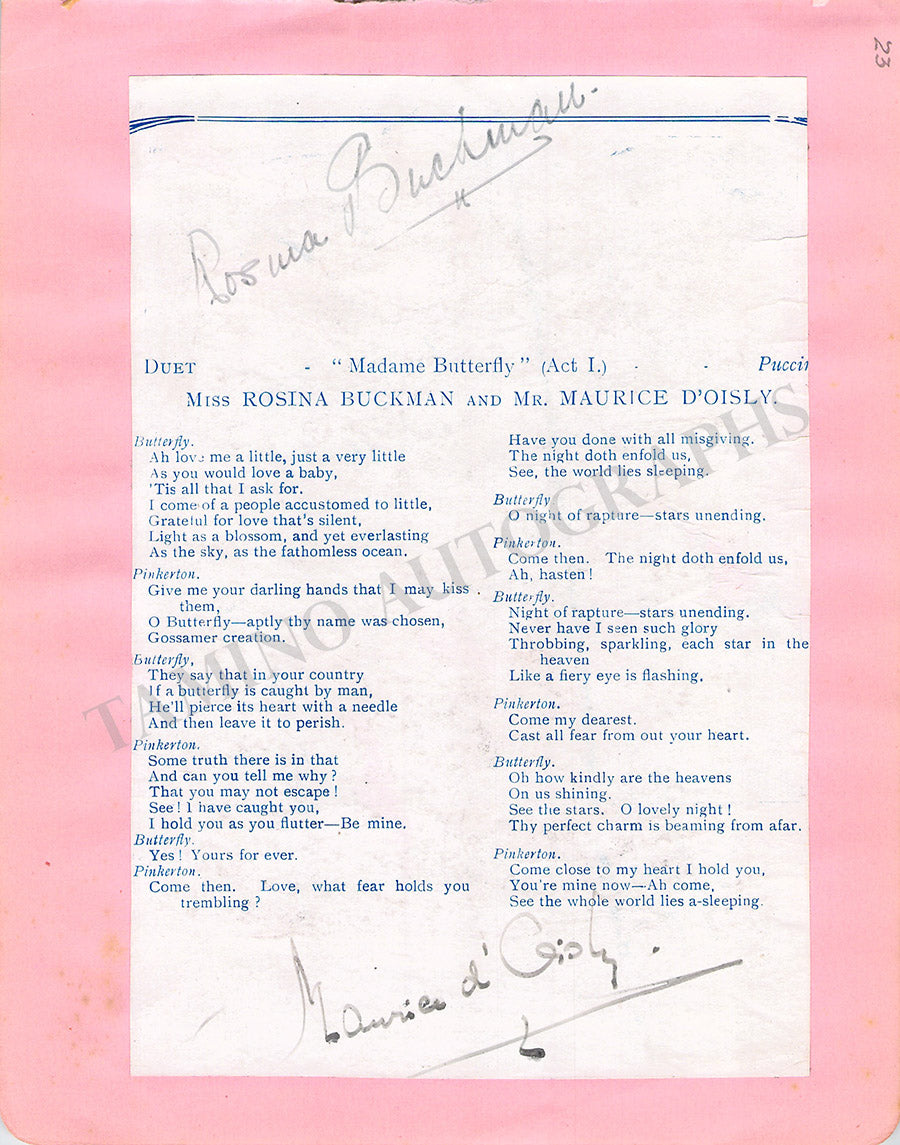 23
Rosina Buckman
DUET - "Madame Butterfly" (Act I.) - - Puccin
MISS ROSINA BUCKMAN AND MR. MAURICE D'OISLY.
Butterfly.
Ah love me a little, just a very little
As you would love a baby,
'Tis all that I ask for.
I come of a people accustomed to little,
Grateful for love that's silent,
Light as a blossom, and yet everlasting
As the sky, as the fathomless ocean.
Pinkerton.
Give me your darling hands that I may kiss
them,
O Butterfly—aptly thy name was chosen,
Gossamer creation.
Butterfly,
They say that in your country
If a butterfly is caught by man,
He'll pierce its heart with a needle
And then leave it to perish.
Pinkerton.
Some truth there is in that
And can you tell me why?
That you may not escape!
See! I have caught you,
I hold you as you flutter—Be mine.
Butterfly.
Yes! Yours for ever.
Pinkerton.
Come then. Love, what fear holds you
trembling?
Have you done with all misgiving.
The night doth enfold us,
See, the world lies sleeping.
Butterfly.
O night of rapture—stars unending.
Pinkerton.
Come then. The night doth enfold us,
Ah, hasten!
Butterfly.
Night of rapture—stars unending.
Never have I seen such glory
Throbbing, sparkling, each star in the
heaven
Like a fiery eye is flashing,
Pinkerton.
Come my dearest.
Cast all fear from out your heart.
Butterfly.
Oh how kindly are the heavens
On us shining.
See the stars. O lovely night!
Thy perfect charm is beaming from afar.
Pinkerton.
Come close to my heart I hold you,
You're mine now—Ah come,
See the whole world lies a-sleeping.
Maurice d'Oisly.
TAMINO AUTOGRAPHS